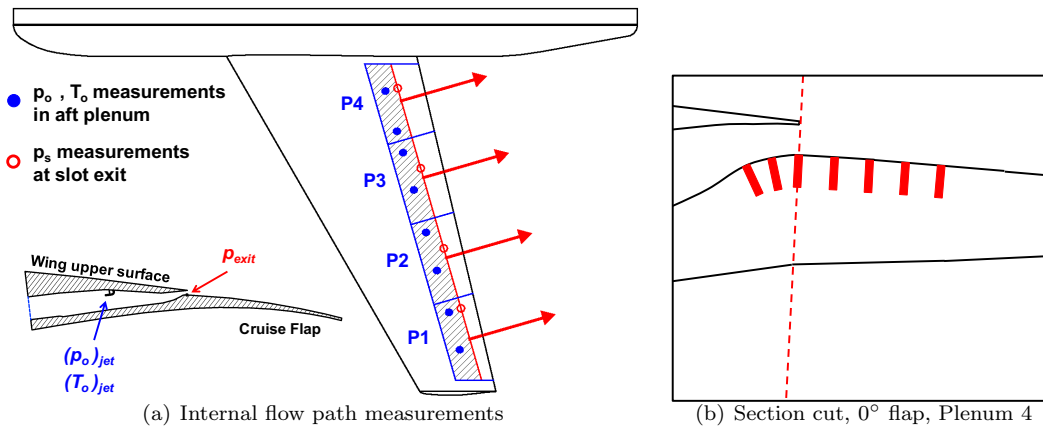 p₀ , T₀ measurements
in aft plenum
pₛ measurements
at slot exit
P4
P3
P2
P1
p_exit
Wing upper surface
Cruise Flap
(p₀)_jet
(T₀)_jet
(a) Internal flow path measurements
(b) Section cut, 0° flap, Plenum 4